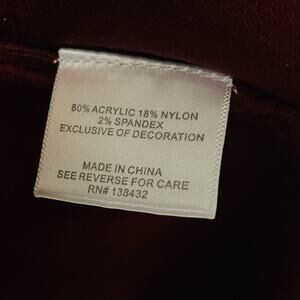 80% ACRYLIC 18% NYLON
2% SPANDEX
EXCLUSIVE OF DECORATION
MADE IN CHINA
SEE REVERSE FOR CARE
RN# 138432